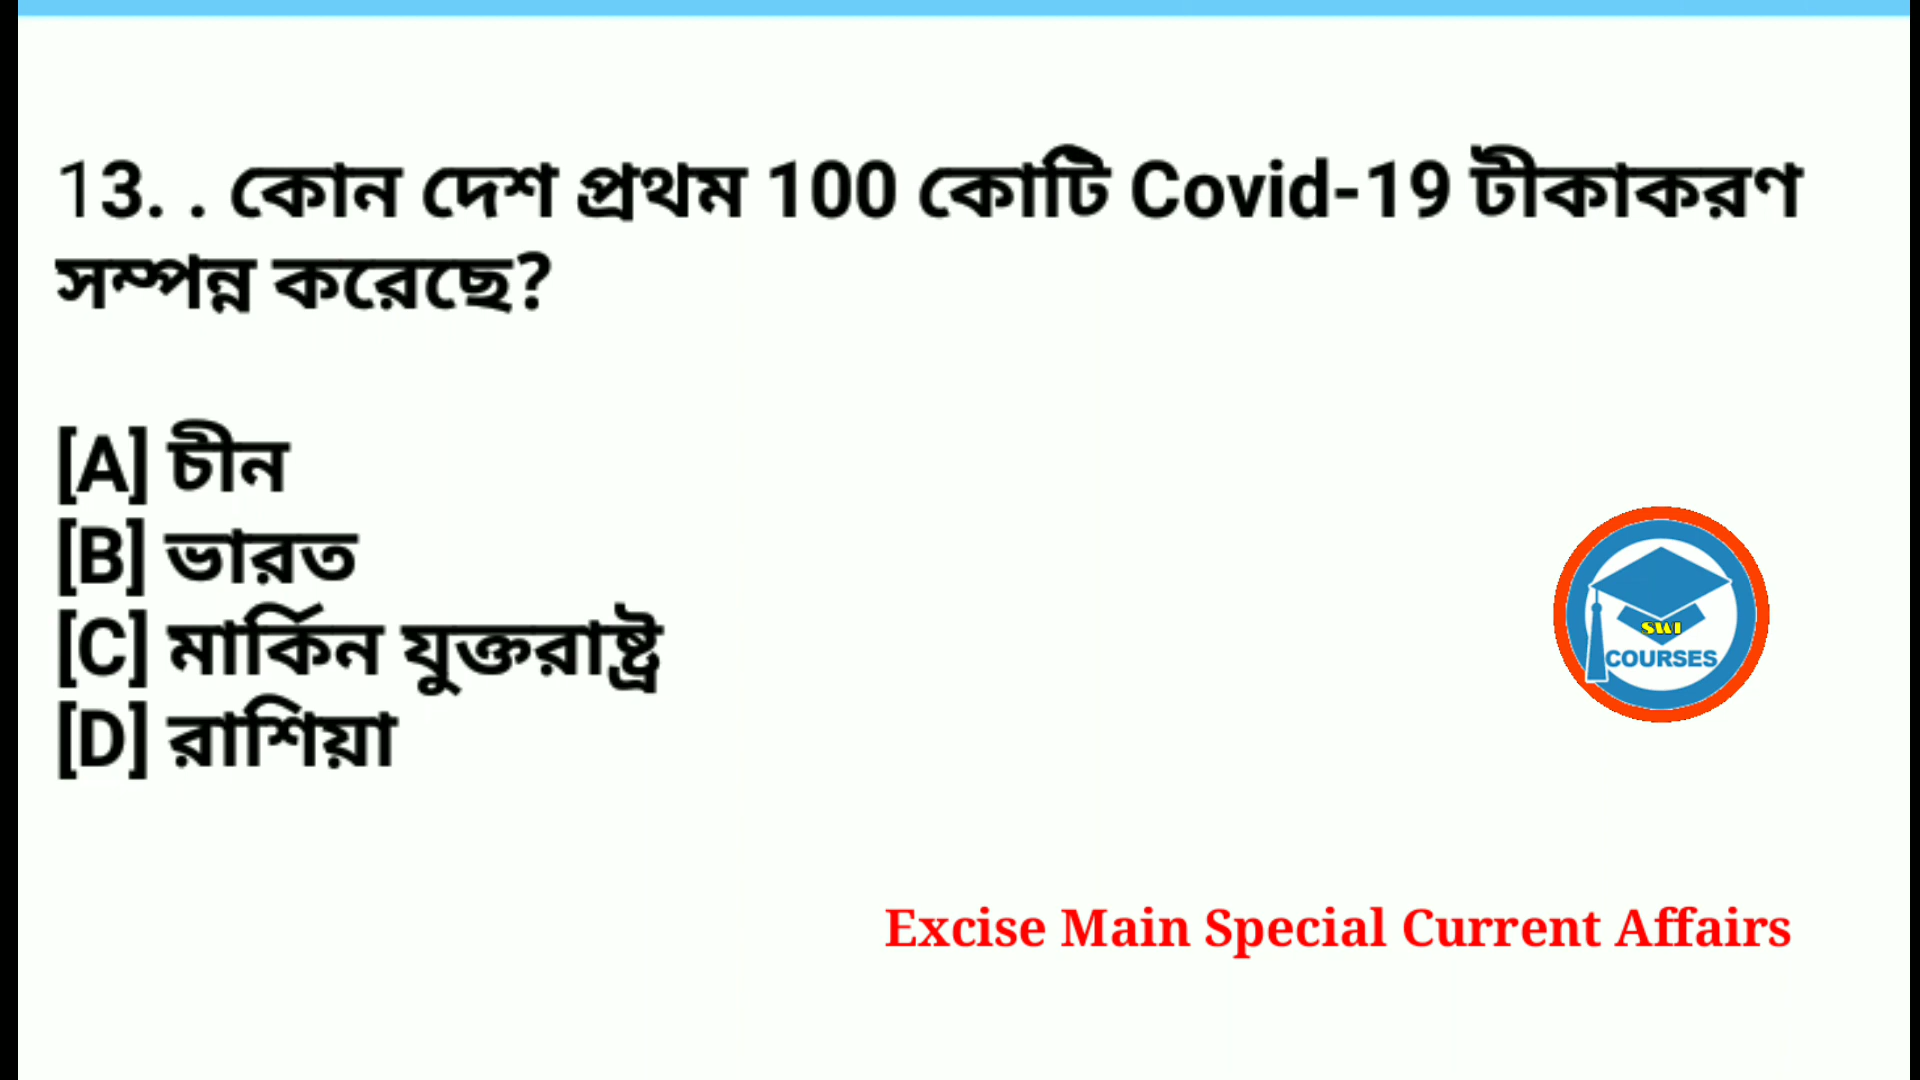 13. . কোন দেশ প্রথম 100 কোটি Covid-19 টীকাকরণ
সম্পন্ন করেছে?
[A] চীন
[B] ভারত
[C] মার্কিন যুক্তরাষ্ট্র
[D] রাশিয়া
SWI
COURSES
Excise Main Special Current Affairs